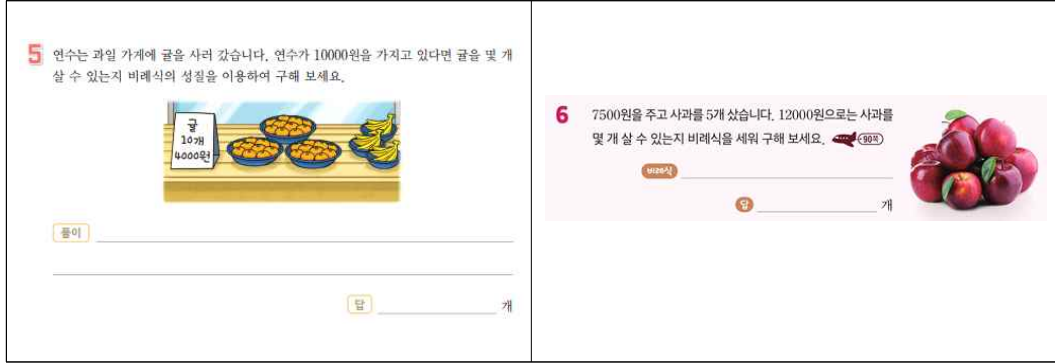 5 연수는 과일 가게에 귤을 사러 갔습니다. 연수가 10000원을 가지고 있다면 귤을 몇 개
살 수 있는지 비례식의 성질을 이용하여 구해 보세요.
귤
10개
4000원
풀이
답 개
6 7500원을 주고 사과를 5개 샀습니다. 12000원으로는 사과를
몇 개 살 수 있는지 비례식을 세워 구해 보세요. 90쪽
비례식
답 개